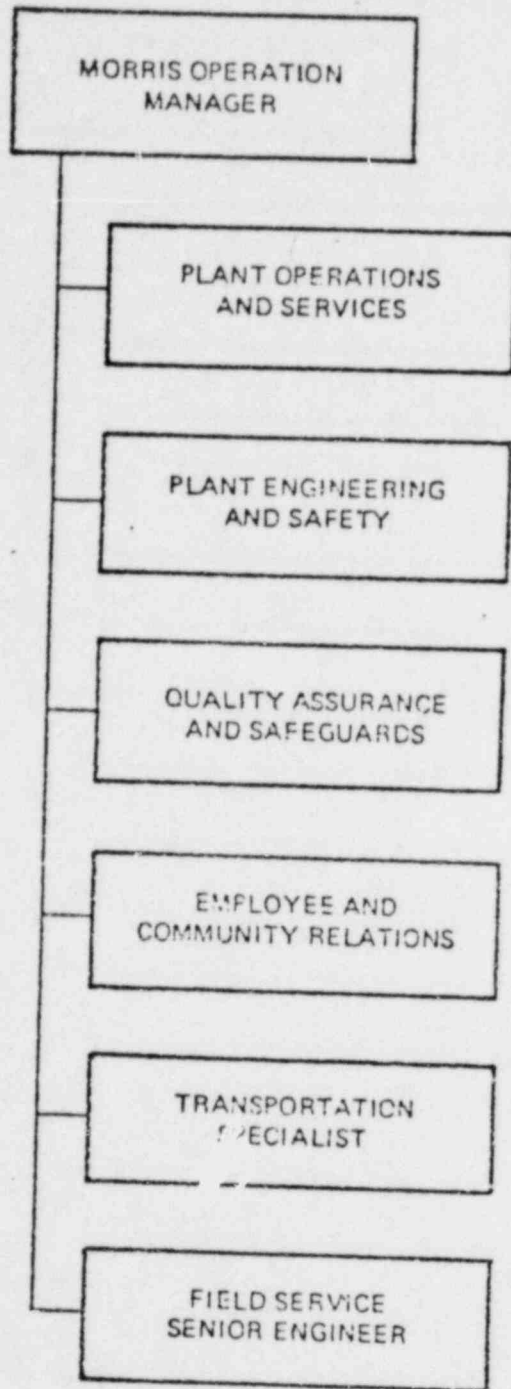 MORRIS OPERATION
MANAGER
PLANT OPERATIONS
AND SERVICES
PLANT ENGINEERING
AND SAFETY
QUALITY ASSURANCE
AND SAFEGUARDS
EMPLOYEE AND
COMMUNITY RELATIONS
TRANSPORTATION
SPECIALIST
FIELD SERVICE
SENIOR ENGINEER